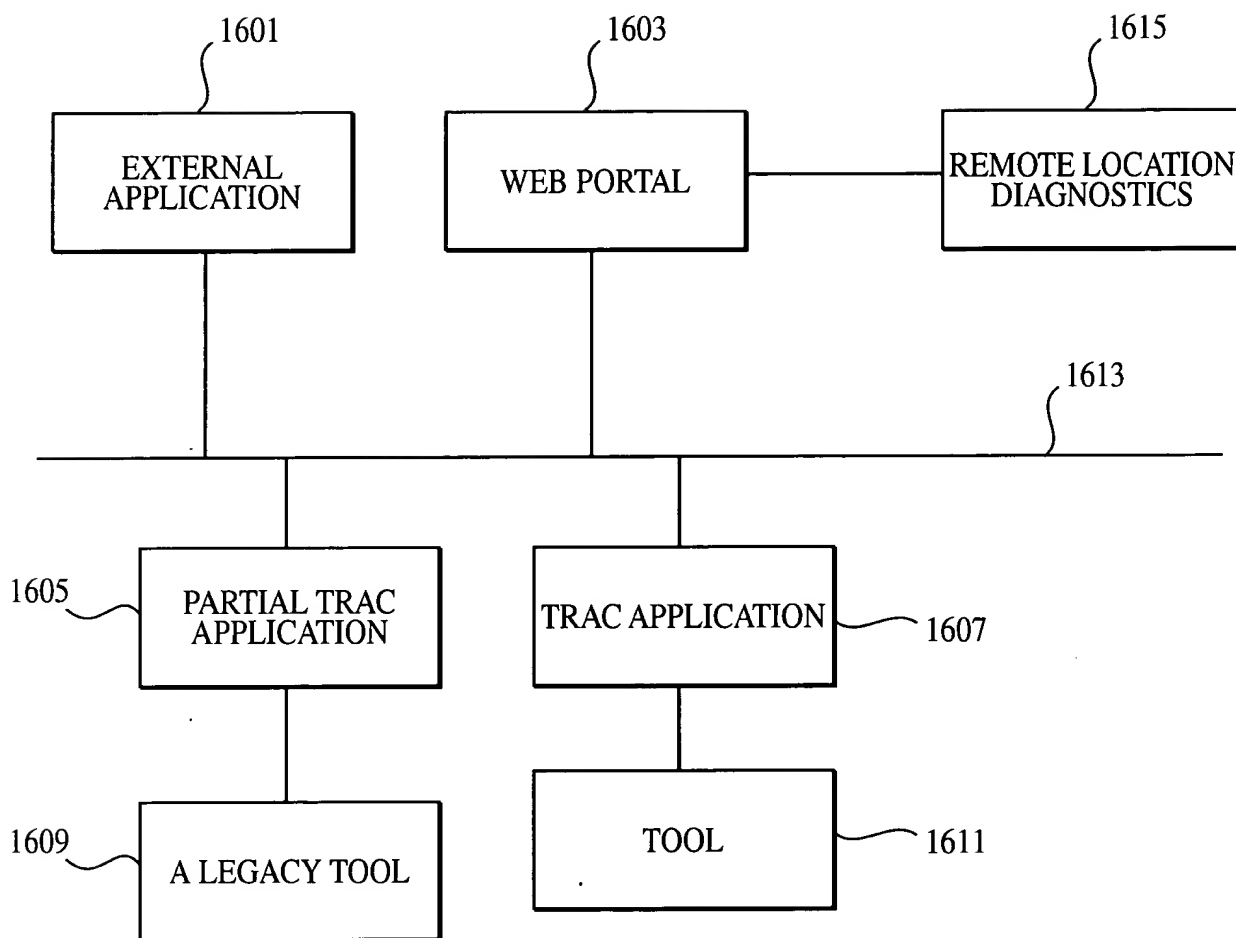 1601
1603
1615
EXTERNAL
APPLICATION
WEB PORTAL
REMOTE LOCATION
DIAGNOSTICS
1613
1605
PARTIAL TRAC
APPLICATION
TRAC APPLICATION
1607
1609
A LEGACY TOOL
TOOL
1611